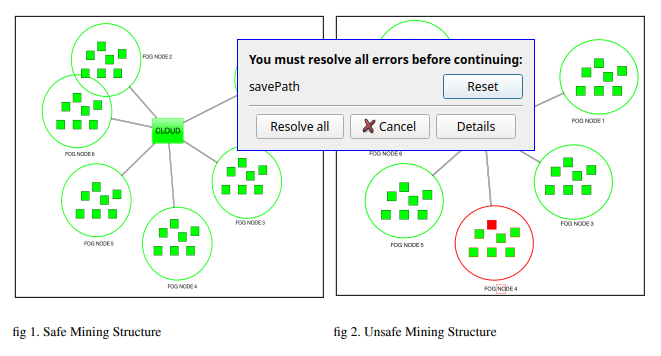 FOG NODE 2
You must resolve all errors before continuing:
savePath
Reset
Resolve all
Cancel
Details
CLOUD
FOG NODE 1
FOG NODE 6
FOG NODE 6
FOG NODE 3
FOG NODE 3
FOG NODE 5
FOG NODE 5
FOG NODE 4
FOG NODE 4
fig 1. Safe Mining Structure
fig 2. Unsafe Mining Structure